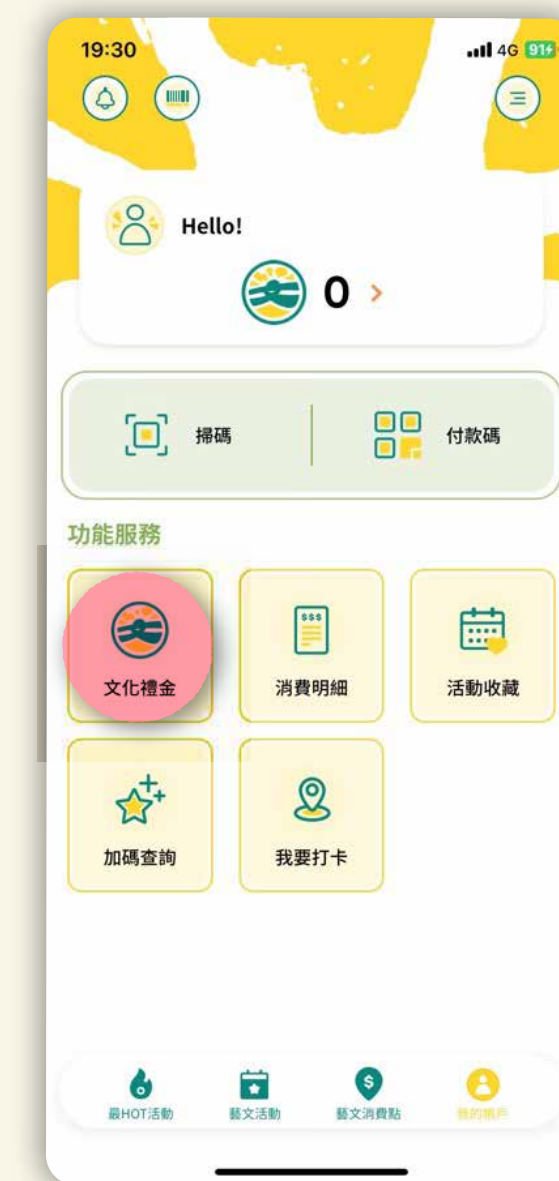 19:30 4G 91
Hello!
0 >
掃碼 付款碼
功能服務
$$$
文化禮金 消費明細 活動收藏
加碼查詢 我要打卡
$
最HOT活動 藝文活動 藝文消費點 我的帳戶